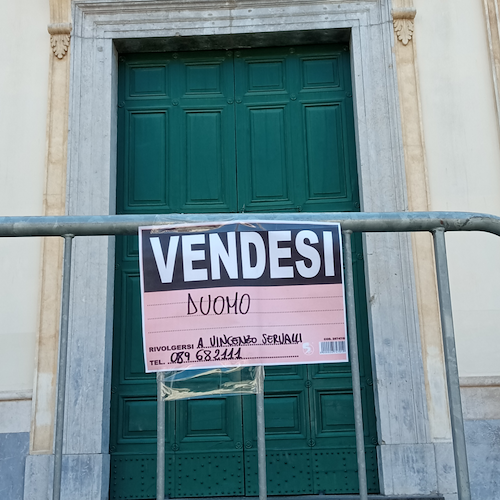 VENDESI
DUOMO
RIVOLGERSI A VINCENZO SERVALLI
TEL. 089 682111